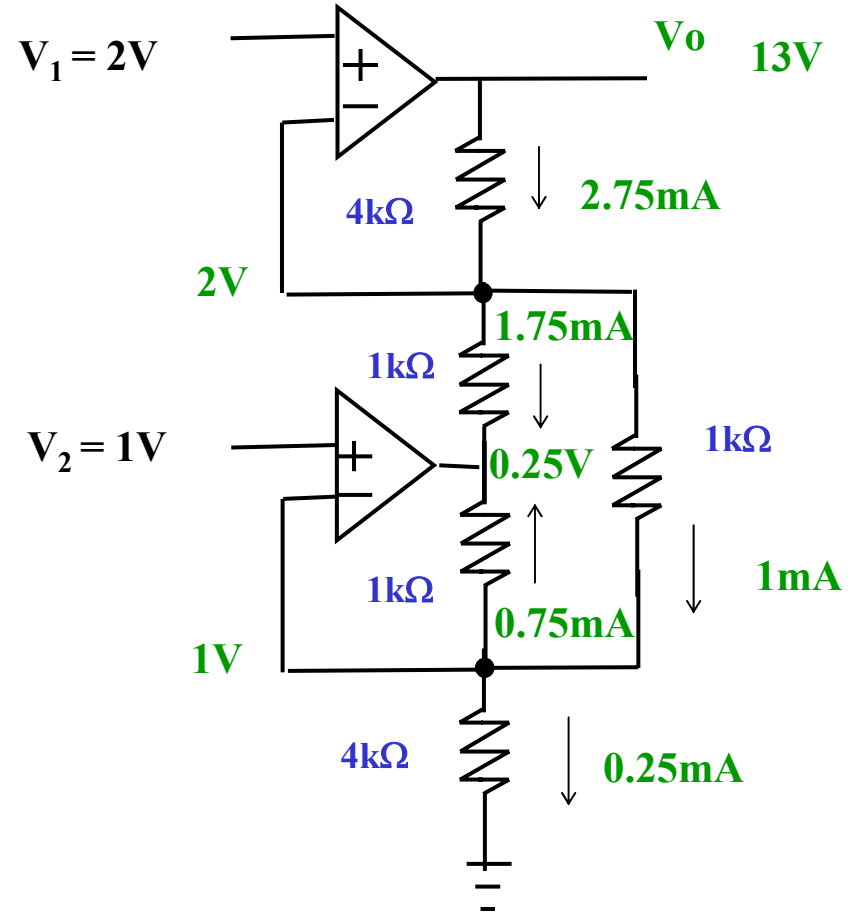 Vo 13V
V1 = 2V
+
−
4kΩ 2.75mA
2V
1.75mA
1kΩ
V2 = 1V
+
−
0.25V
1kΩ
1kΩ
1mA
0.75mA
1V
4kΩ 0.25mA